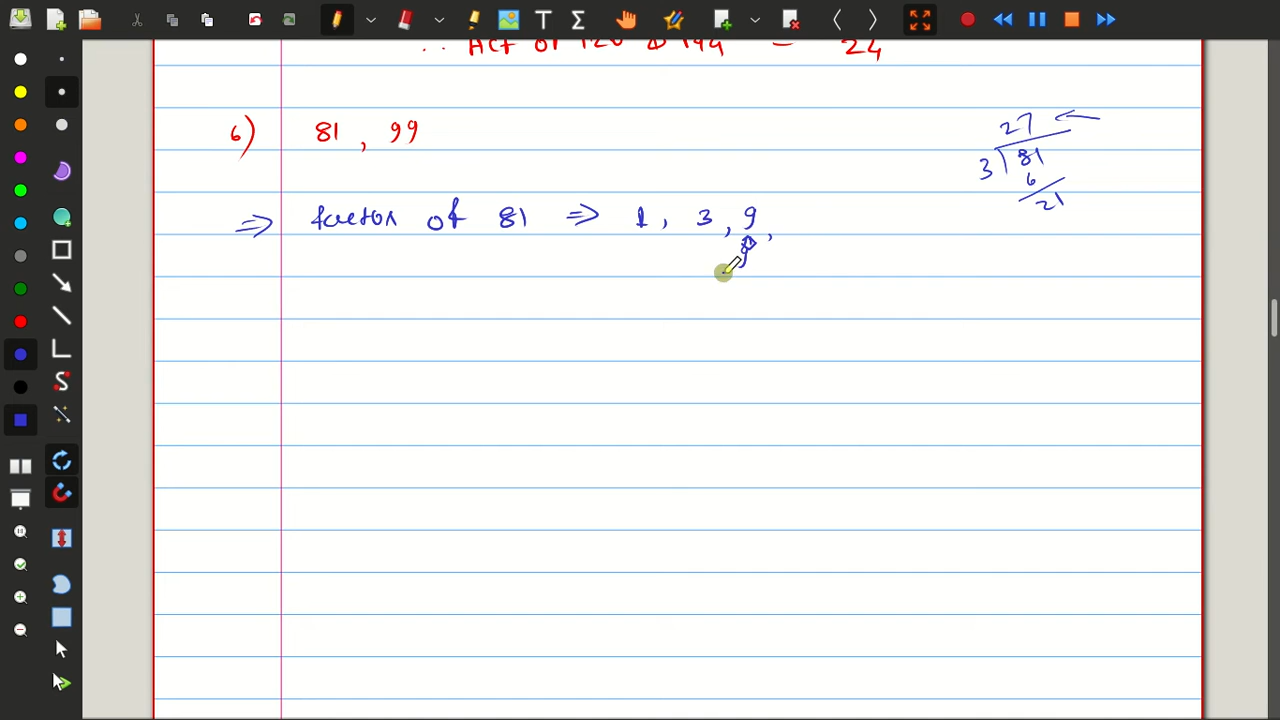 ∴ HCF of 120 & 144 = 24
6) 81 , 99
27 ←
3 ) 81
6
21
⇒ factor of 81 ⇒ 1 , 3 , 9 ,